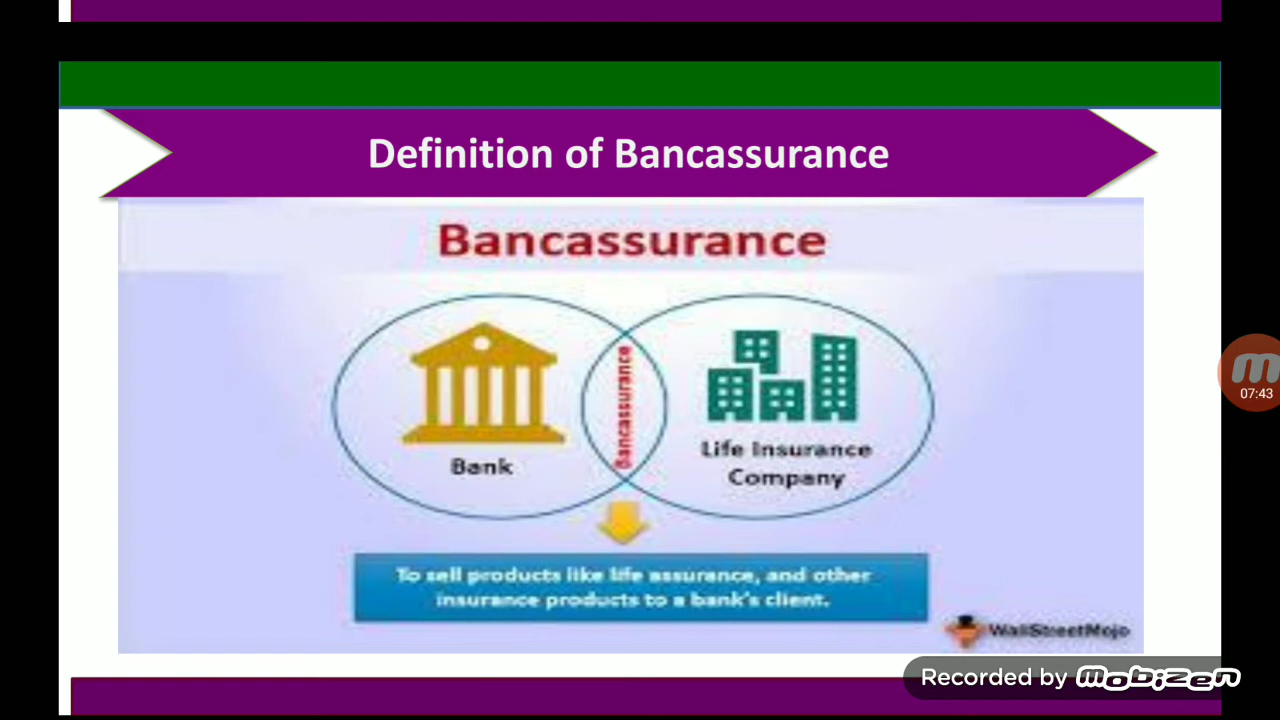 Definition of Bancassurance
Bancassurance
Bancassurance
Bank
Life Insurance
Company
To sell products like life assurance, and other
insurance products to a bank's client.
WallStreetMojo
07:43
Recorded by mobizen